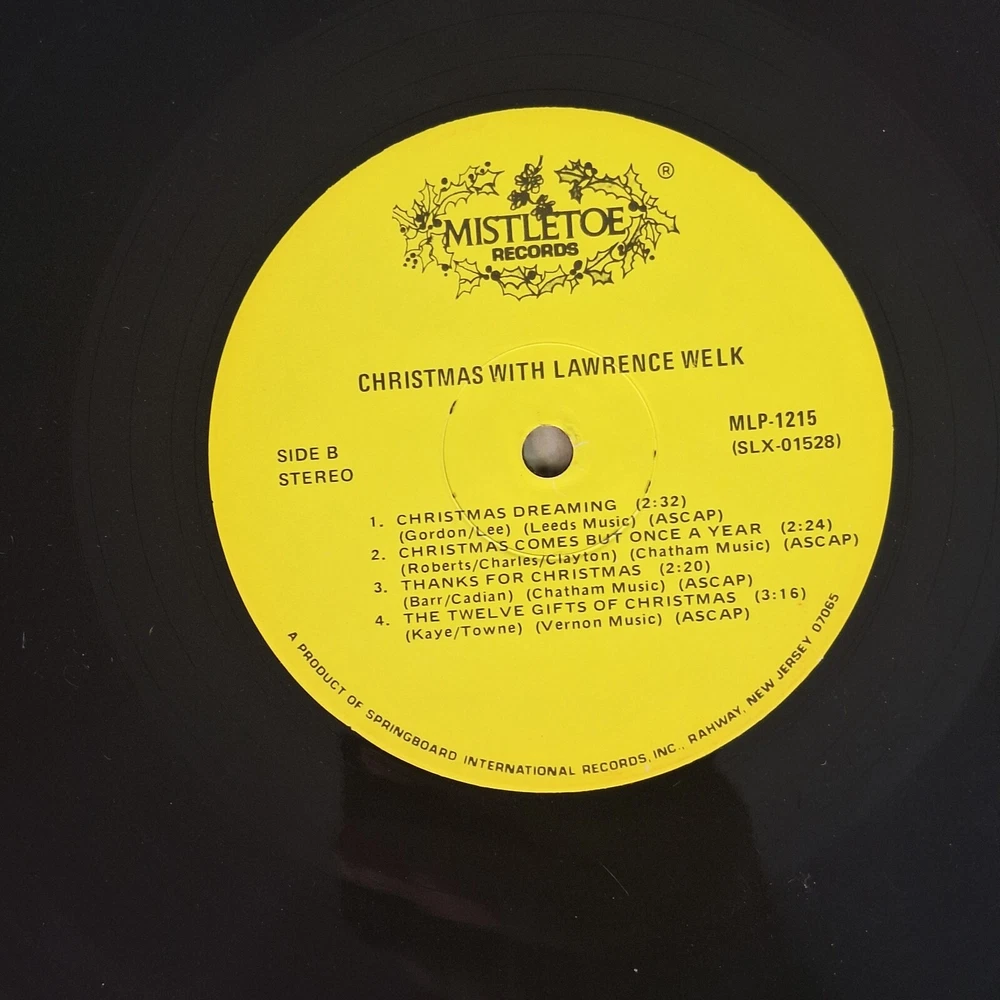 ®
MISTLETOE
RECORDS
CHRISTMAS WITH LAWRENCE WELK
MLP-1215
(SLX-01528)
SIDE B
STEREO
1. CHRISTMAS DREAMING (2:32)
(Gordon/Lee) (Leeds Music) (ASCAP)
2. CHRISTMAS COMES BUT ONCE A YEAR (2:24)
(Roberts/Charles/Clayton) (Chatham Music) (ASCAP)
3. THANKS FOR CHRISTMAS (2:20)
(Barr/Cadian) (Chatham Music) (ASCAP)
4. THE TWELVE GIFTS OF CHRISTMAS (3:16)
(Kaye/Towne) (Vernon Music) (ASCAP)
A PRODUCT OF SPRINGBOARD INTERNATIONAL RECORDS, INC., RAHWAY, NEW JERSEY 07065